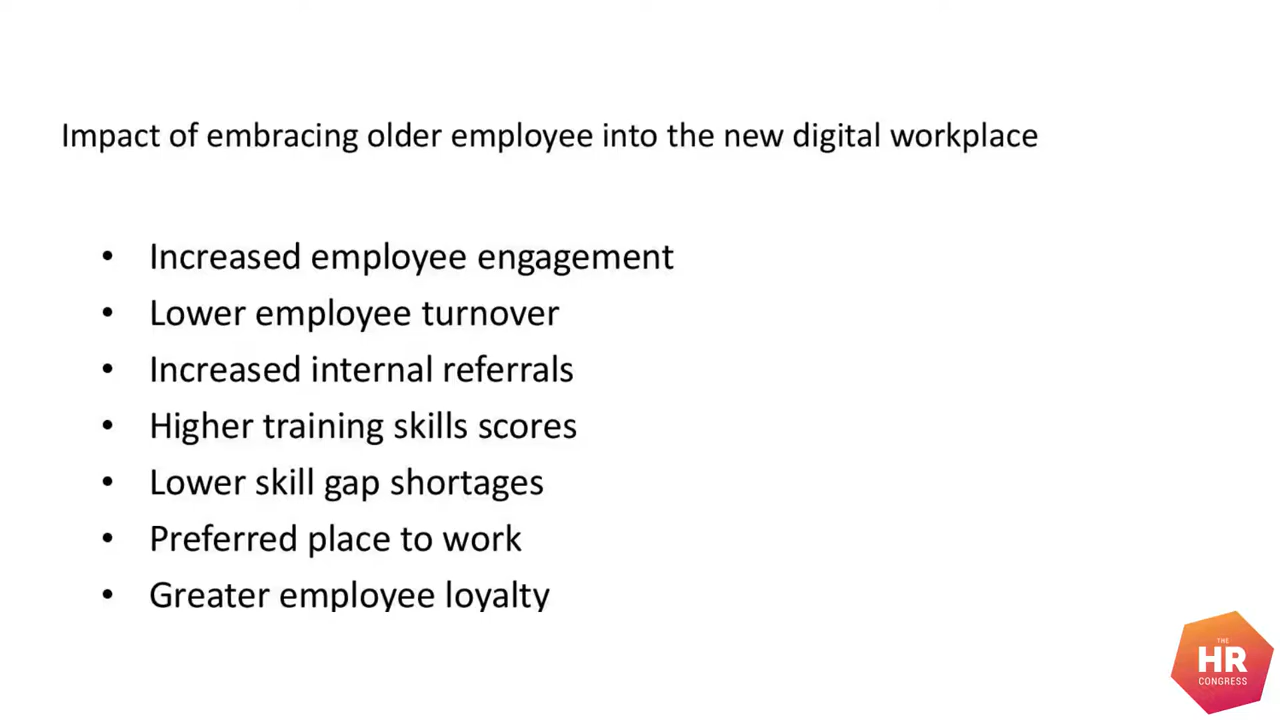 Impact of embracing older employee into the new digital workplace
• Increased employee engagement
• Lower employee turnover
• Increased internal referrals
• Higher training skills scores
• Lower skill gap shortages
• Preferred place to work
• Greater employee loyalty
THE
HR
CONGRESS